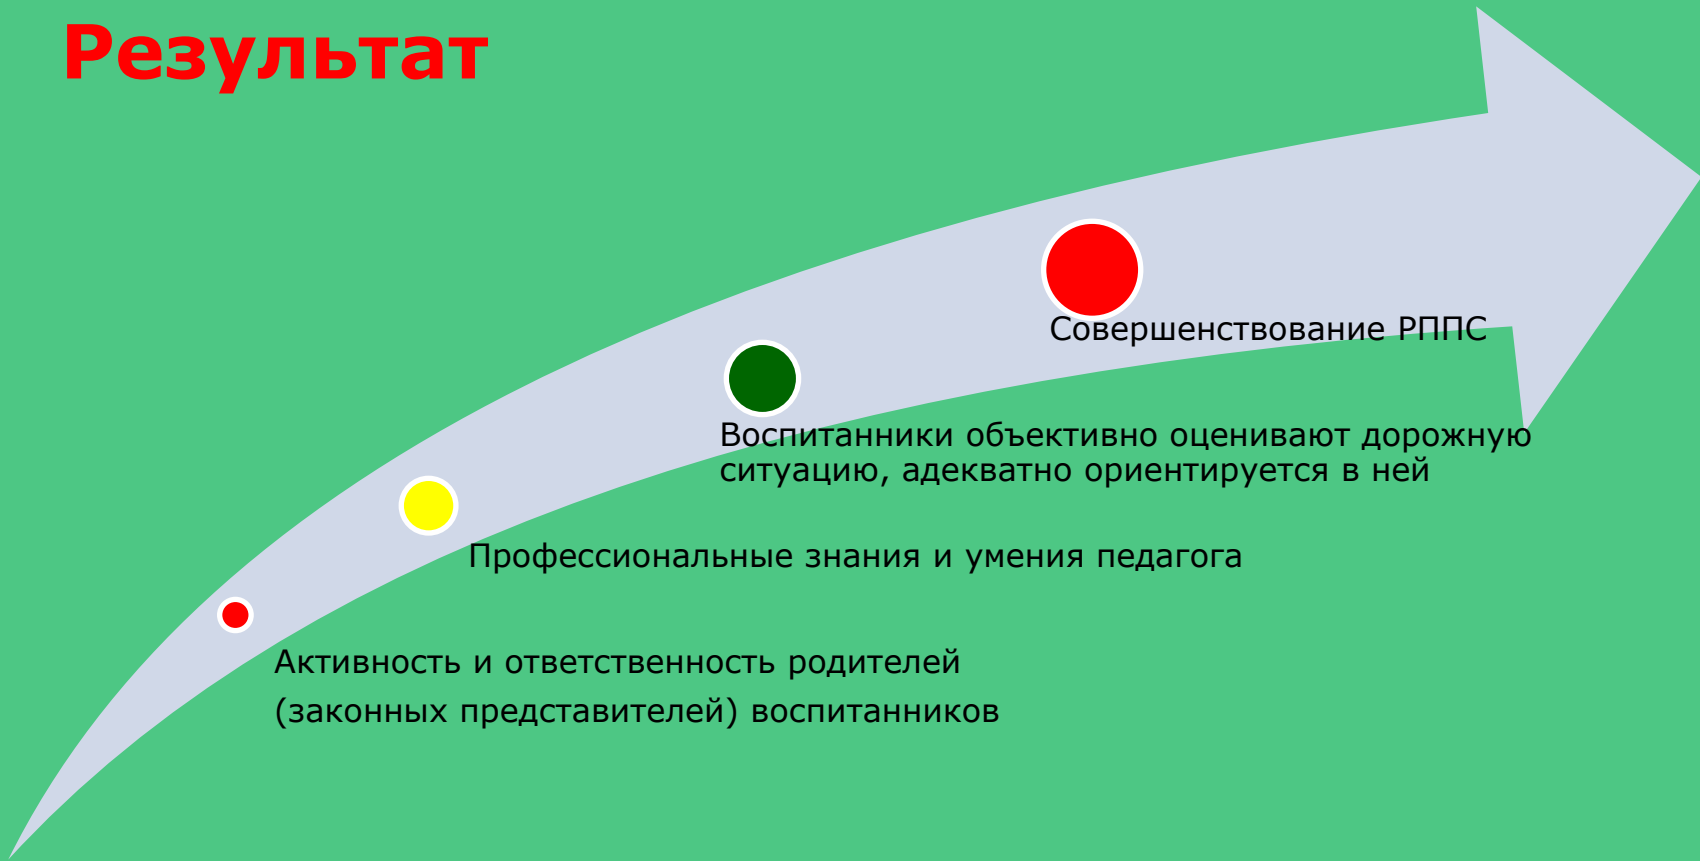 Результат
Совершенствование РППС
Воспитанники объективно оценивают дорожную
ситуацию, адекватно ориентируется в ней
Профессиональные знания и умения педагога
Активность и ответственность родителей
(законных представителей) воспитанников